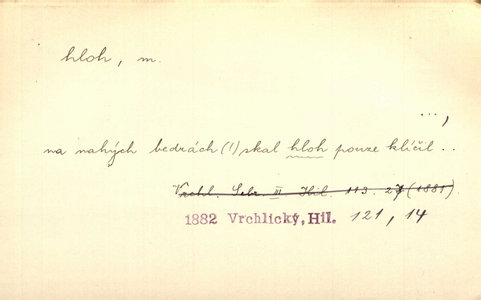 hloh, m.
...,
na nahých bedrách (!) skal hloh pouze klíčil ..
Vrchl. Sebr. III Hil. 113. 27 (1881)
1882 Vrchlický, Hil. 121, 14